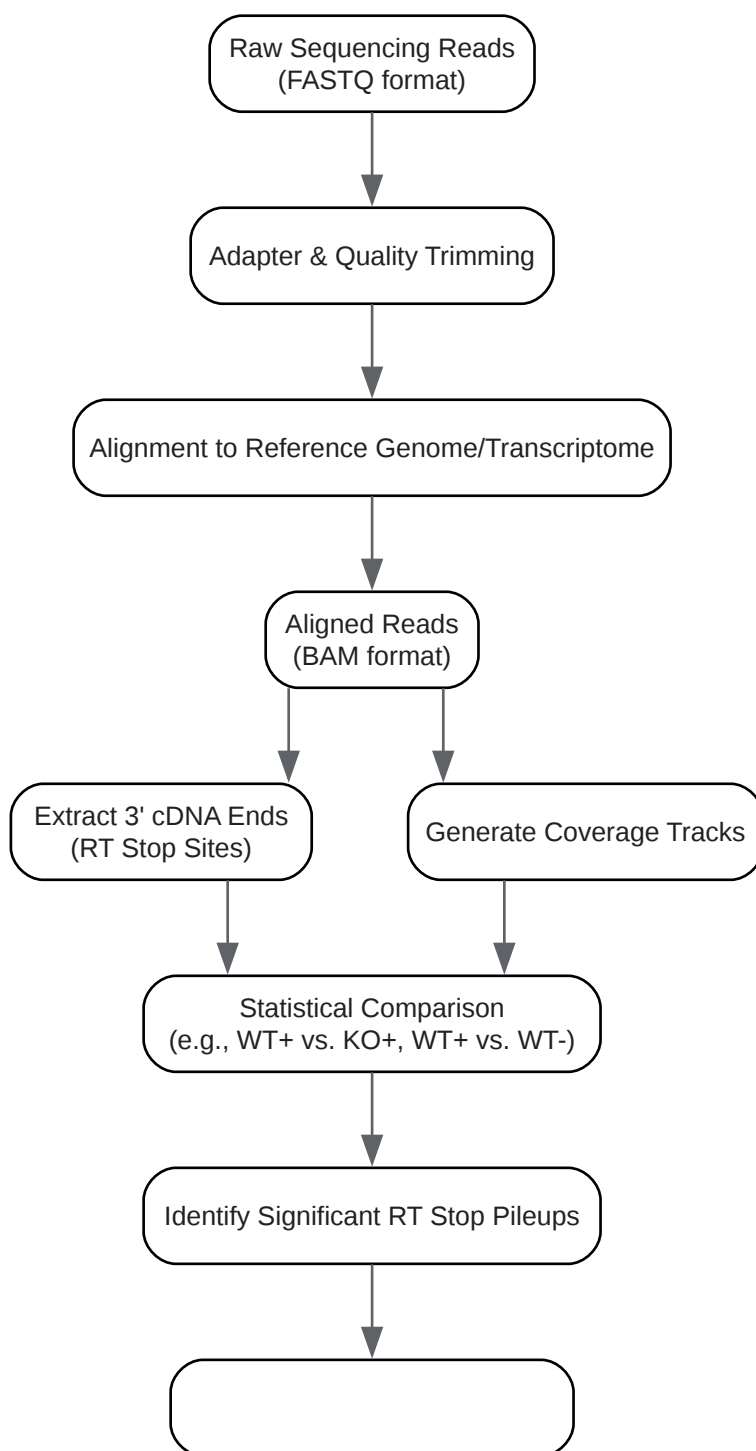 Raw Sequencing Reads
(FASTQ format)
Adapter & Quality Trimming
Alignment to Reference Genome/Transcriptome
Aligned Reads
(BAM format)
Extract 3' cDNA Ends
(RT Stop Sites)
Generate Coverage Tracks
Statistical Comparison
(e.g., WT+ vs. KO+, WT+ vs. WT-)
Identify Significant RT Stop Pileups